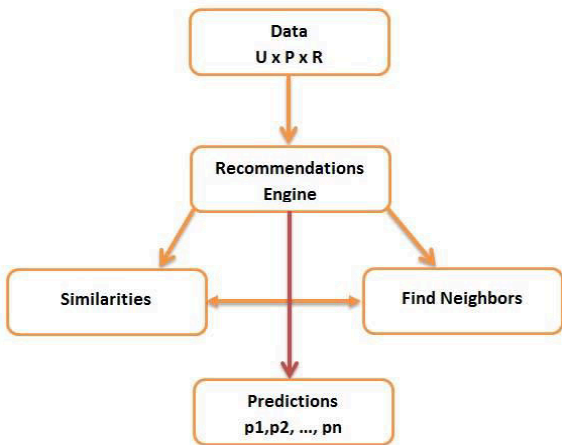 Data
U x P x R
Recommendations
Engine
Similarities
Find Neighbors
Predictions
p1,p2, ..., pn